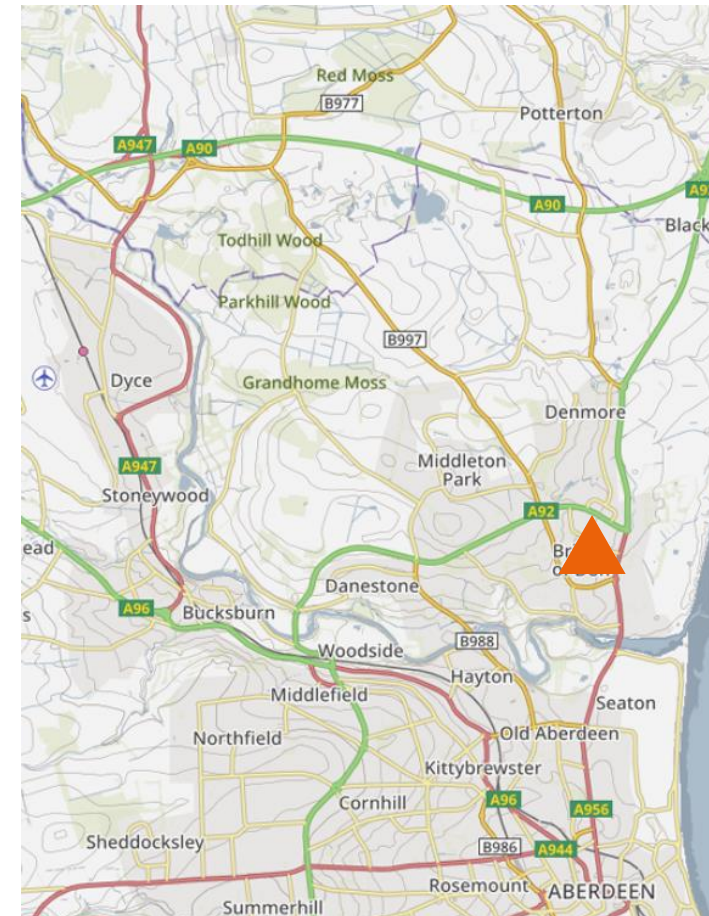 Red Moss
B977
Potterton
A947
A90
A90
Black
Todhill Wood
Parkhill Wood
B997
Dyce
Grandhome Moss
Denmore
Middleton
Park
A947
Stoneywood
A92
ead
of
Danestone
A96
Bucksburn
B988
Woodside
Hayton
Middlefield
Seaton
Northfield
Old Aberdeen
Kittybrewster
A96
Cornhill
A956
Sheddocksley
B986
A944
Rosemount
ABERDEEN
Summerhill